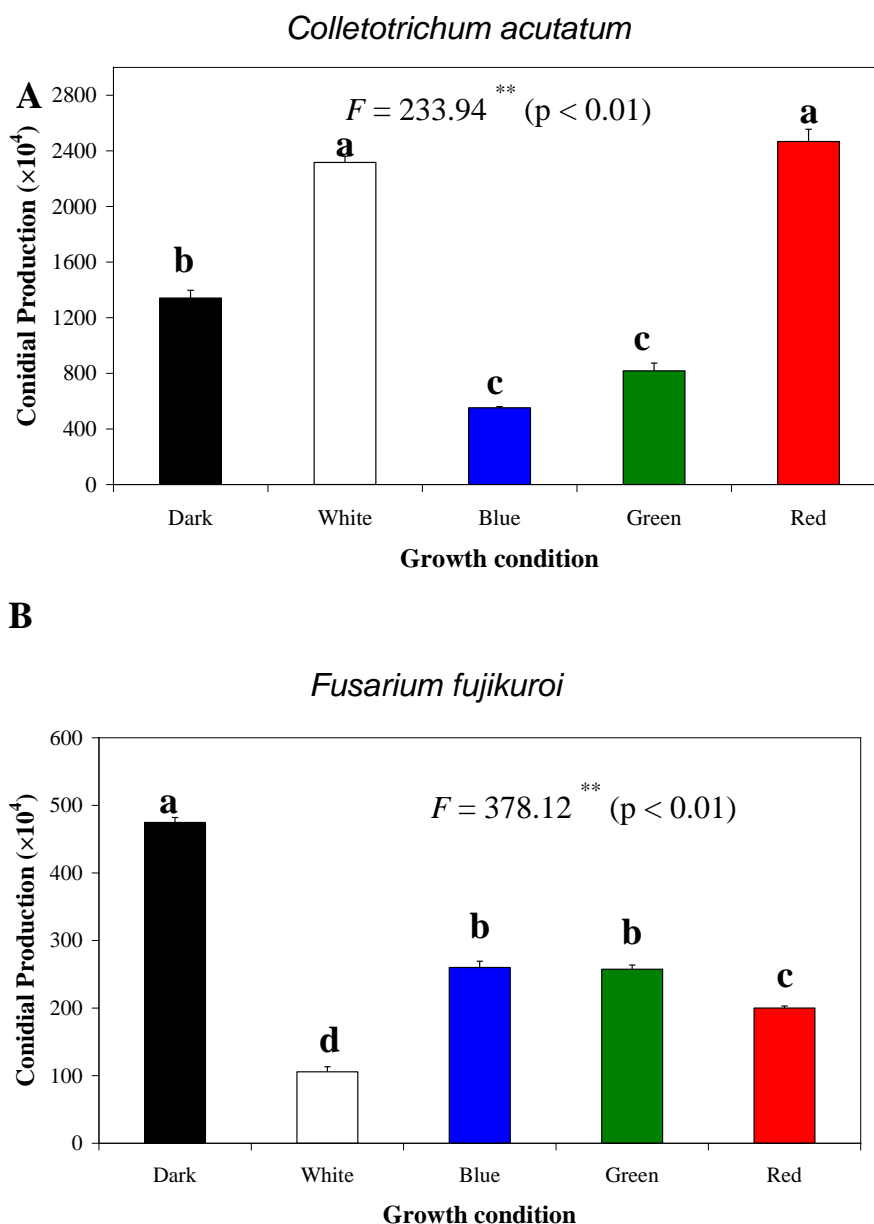 Colletotrichum acutatum
A
F = 233.94 ** (p < 0.01)
Conidial Production (×10⁴)
2800
2400
2000
1600
1200
800
400
0
b
a
c
c
a
Dark White Blue Green Red
Growth condition
B
Fusarium fujikuroi
F = 378.12 ** (p < 0.01)
Conidial Production (×10⁴)
600
500
400
300
200
100
0
a
d
b
b
c
Dark White Blue Green Red
Growth condition